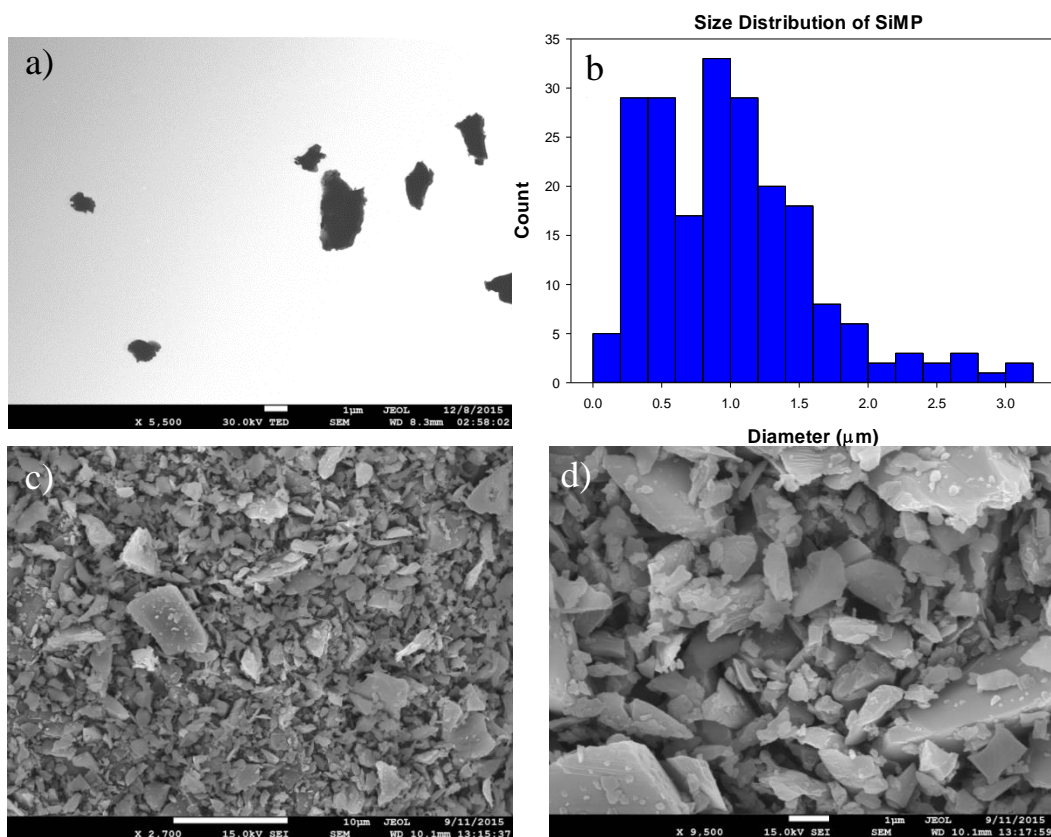 a)
1μm JEOL 12/8/2015
X 5,500 30.0kV TED SEM WD 8.3mm 02:58:02
Size Distribution of SiMP
b
Count
35
30
25
20
15
10
5
0
0.0 0.5 1.0 1.5 2.0 2.5 3.0
Diameter (μm)
c)
10μm JEOL 9/11/2015
X 2,700 15.0kV SEI SEM WD 10.1mm 13:15:37
d)
1μm JEOL 9/11/2015
X 9,500 15.0kV SEI SEM WD 10.1mm 13:17:58